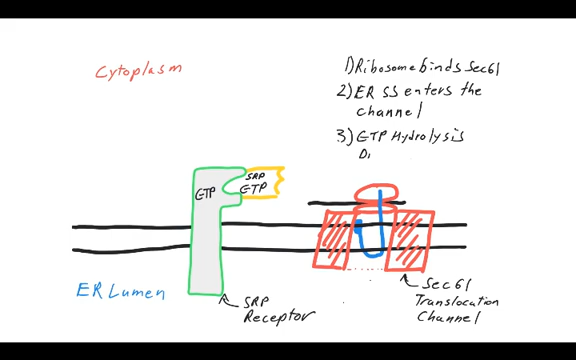 Cytoplasm
1) Ribosome binds Sec61
2) ER SS enters the
channel
3) GTP Hydrolysis
D,
GTP
SRP
GTP
ER Lumen
SRP
Receptor
Sec61
Translocation
Channel